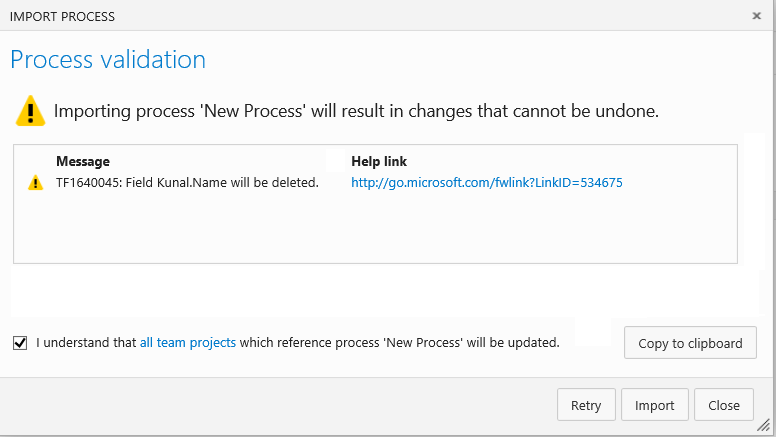 IMPORT PROCESS
Process validation
Importing process 'New Process' will result in changes that cannot be undone.
Message Help link
TF1640045: Field Kunal.Name will be deleted. http://go.microsoft.com/fwlink?LinkID=534675
I understand that all team projects which reference process 'New Process' will be updated.
Copy to clipboard
Retry Import Close